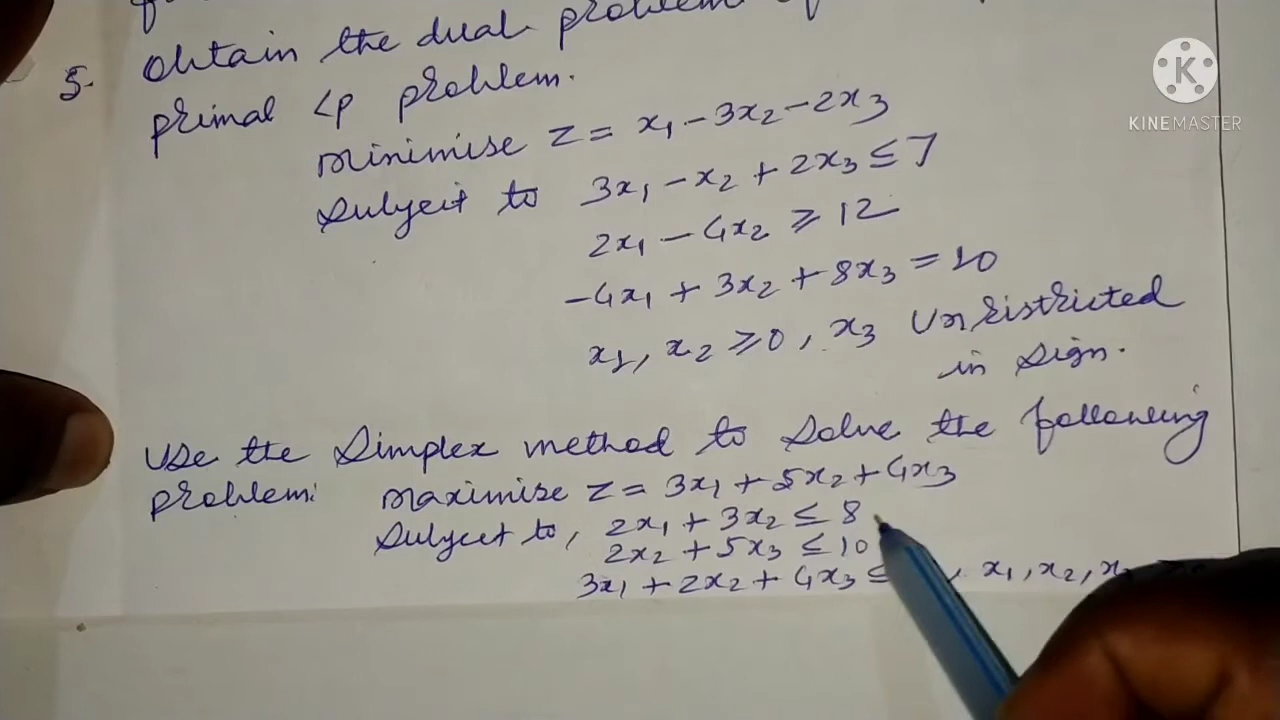 5. Obtain the dual problem of
primal LP problem.
Minimise Z = x₁ - 3x₂ - 2x₃
Subject to 3x₁ - x₂ + 2x₃ ≤ 7
2x₁ - 4x₂ ≥ 12
-4x₁ + 3x₂ + 8x₃ = 10
x₁, x₂ ≥ 0, x₃ Unristricted
in sign.
Use the Simplex method to solve the following
problem: Maximise Z = 3x₁ + 5x₂ + 4x₃
Subject to, 2x₁ + 3x₂ ≤ 8
2x₂ + 5x₃ ≤ 10
3x₁ + 2x₂ + 4x₃ ≤ , x₁, x₂,
KINEMASTER